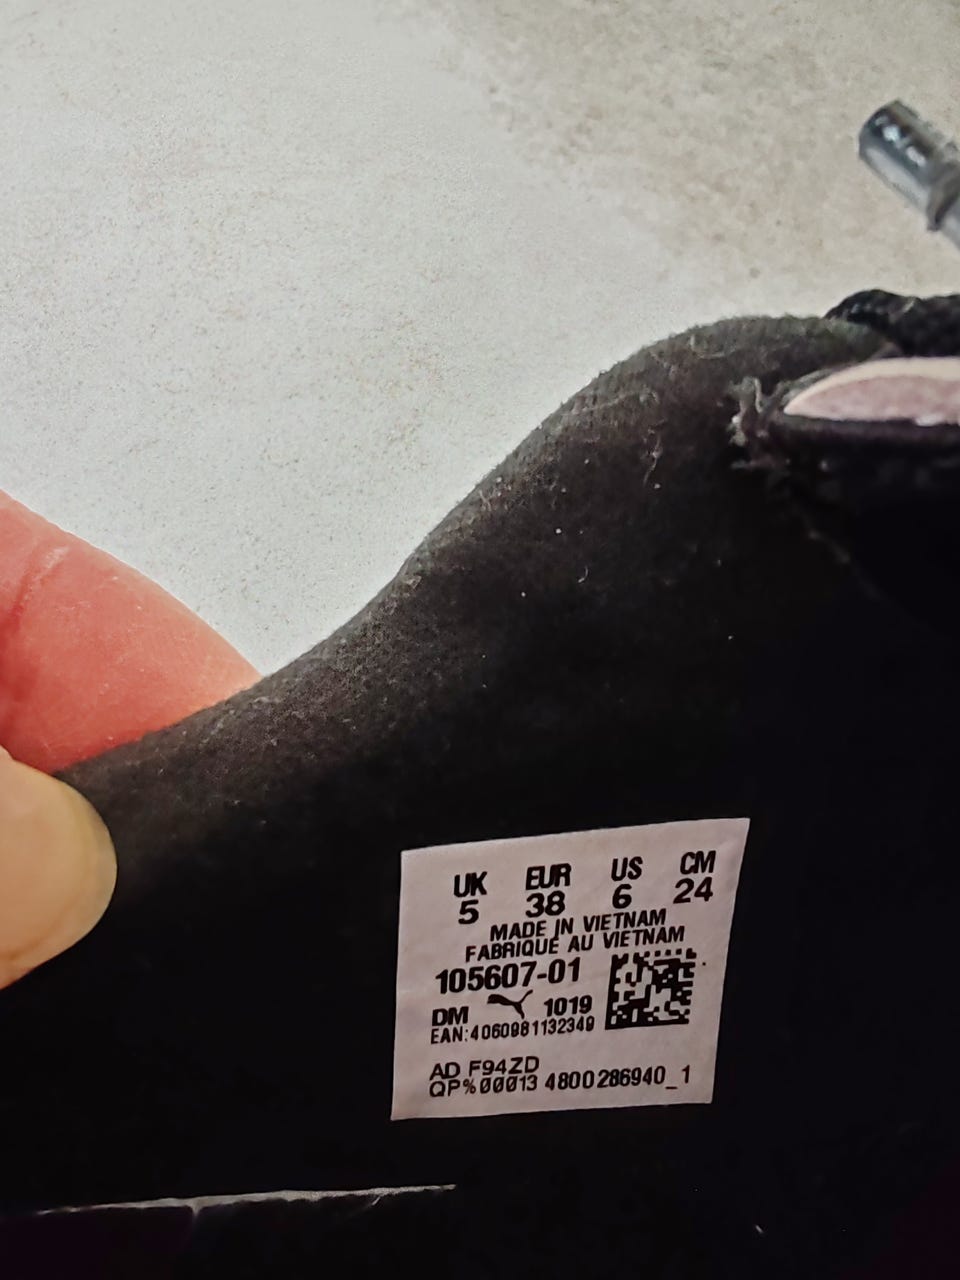 UK EUR US CM
5 38 6 24
MADE IN VIETNAM
FABRIQUÉ AU VIETNAM
105607-01
DM 1019
EAN:4060981132349
AD F94ZD
QP%00013 4800286940_1